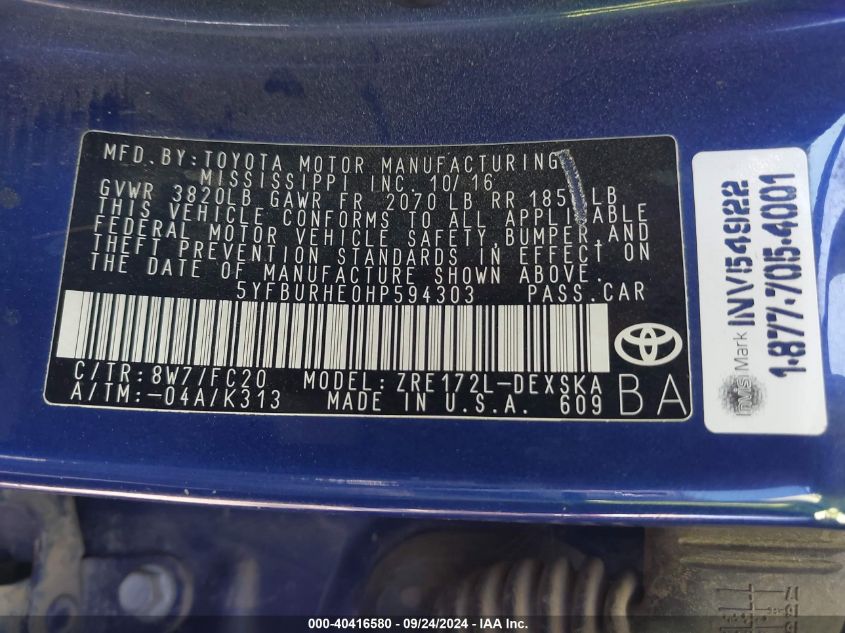 MFD.BY:TOYOTA MOTOR MANUFACTURING
MISSISSIPPI INC. 10/16
GVWR 3820LB GAWR FR 2070 LB RR 185 LB
THIS VEHICLE CONFORMS TO ALL APPLICABLE
FEDERAL MOTOR VEHICLE SAFETY,BUMPER,AND
THEFT PREVENTION STANDARDS IN EFFECT ON
THE DATE OF MANUFACTURE SHOWN ABOVE.
5YFBURHE0HP594303 PASS.CAR
C/TR: 8W7/FC20 MODEL: ZRE172L-DEXSKA
A/TM:-04A/K313 MADE IN U.S.A. 609
BA
InVisMark INV54922
1-877-705-4001
000-40416580 - 09/24/2024 - IAA Inc.